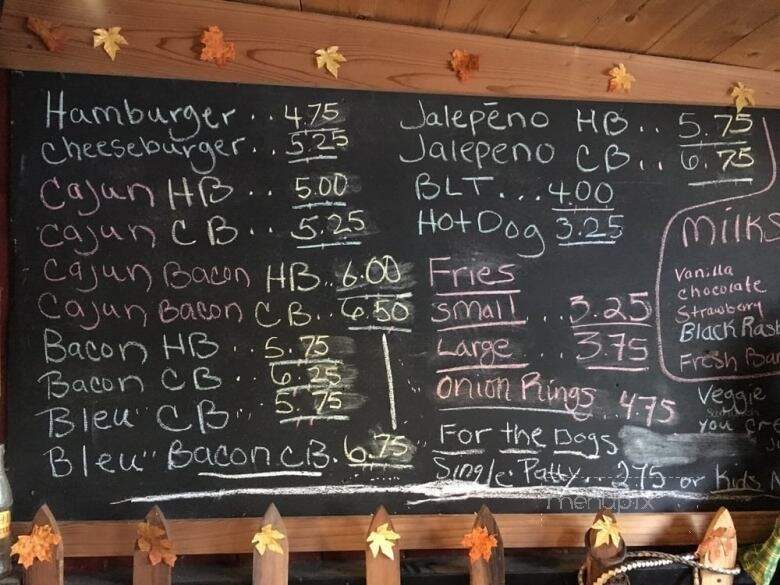 Hamburger .. 4.75
cheeseburger.. 5.25
Cajun HB .. 5.00
Cajun CB .. 5.25
Cajun Bacon HB.. 6.00
Cajun Bacon CB.. 6.50
Bacon HB .. 5.75
Bacon CB .. 6.25
Bleu" CB .. 5.75
Bleu" Bacon CB. 6.75
Jalepēno HB .. 5.75
Jalepeno CB .. 6.75
BLT ... 4.00
Hot Dog 3.25
Fries
small ... 3.25
Large ... 3.75
Onion Rings .. 4.75
For the Dogs
Single Patty... 2.75 or Kids
milks
Vanilla
chocolate
Strawberry
Black Ras
Fresh
Veggie
you
menupix